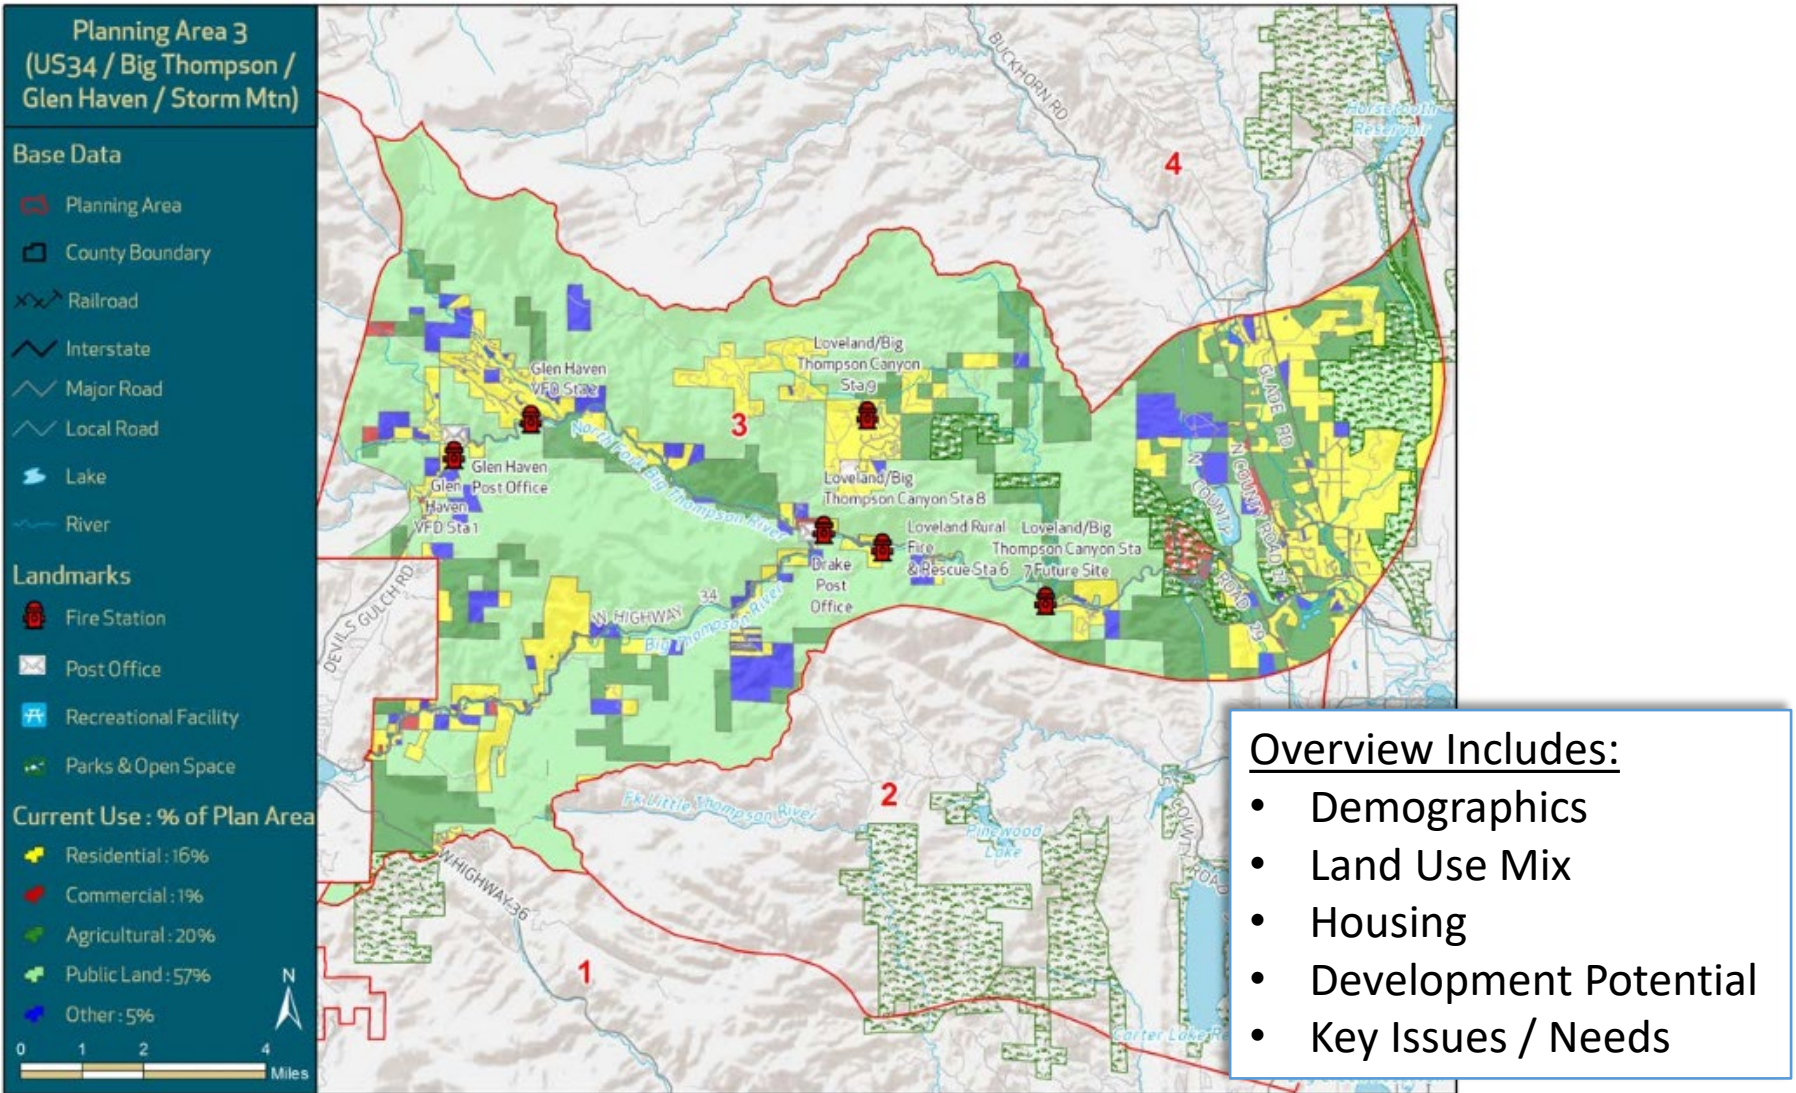 Planning Area 3
(US34 / Big Thompson /
Glen Haven / Storm Mtn)
Base Data
Planning Area
County Boundary
Railroad
Interstate
Major Road
Local Road
Lake
River
Landmarks
Fire Station
Post Office
Recreational Facility
Parks & Open Space
Current Use : % of Plan Area
Residential : 16%
Commercial : 1%
Agricultural : 20%
Public Land : 57%
Other : 5%
N
0 1 2 4
Miles
BUCKHORN RD
Horsetooth
Reservoir
4
Loveland/Big
Thompson Canyon
Sta 9
Glen Haven
VFD Sta 2
3
GLADE RD
North Fork Big Thompson River
Glen Haven
Post Office
Glen
Haven
VFD Sta 1
Loveland/Big
Thompson Canyon Sta 8
N COUNTY
N COUNTY ROAD
Loveland Rural
Fire
& Rescue Sta 6
Loveland/Big
Thompson Canyon Sta
7 Future Site
Drake
Post
Office
ROAD 29
DEVILS GULCH RD
W HIGHWAY 34
Big Thompson River
2
Fk Little Thompson River
Pinewood
Lake
W HIGHWAY 36
1
S COUNTY ROAD
Carter Lake Re
Overview Includes:
• Demographics
• Land Use Mix
• Housing
• Development Potential
• Key Issues / Needs